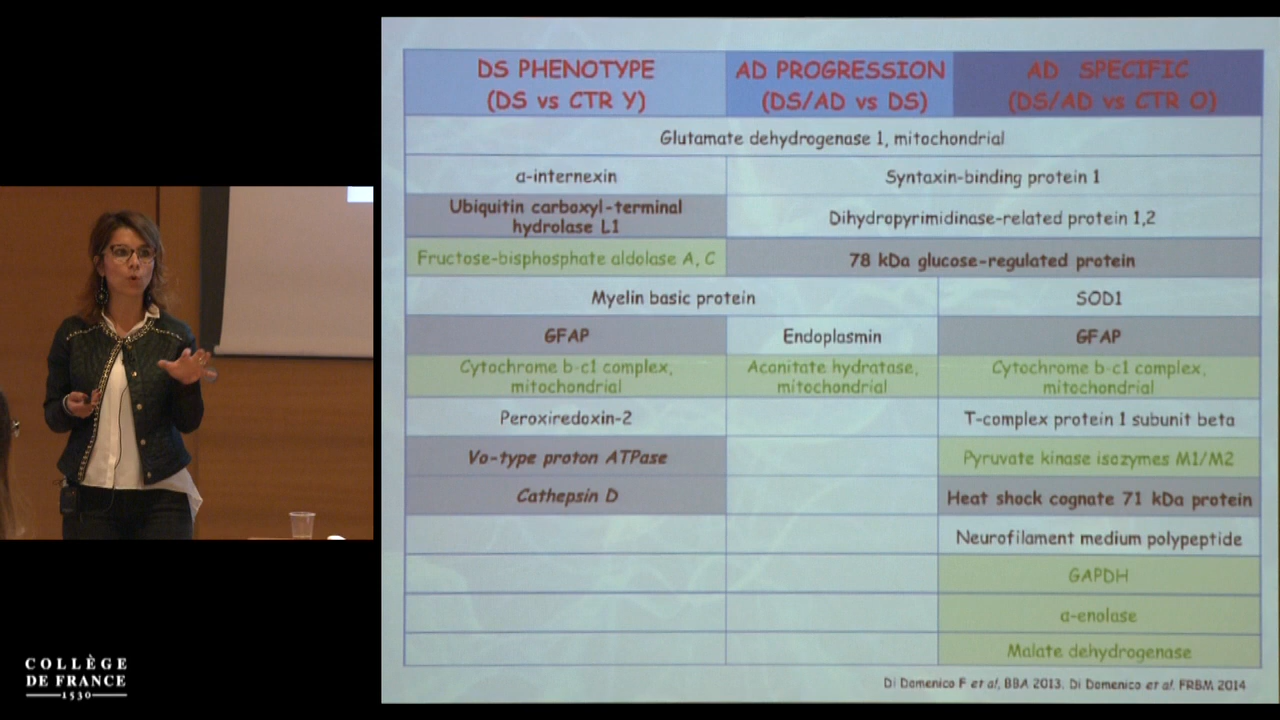 DS PHENOTYPE
(DS vs CTR Y)
AD PROGRESSION
(DS/AD vs DS)
AD SPECIFIC
(DS/AD vs CTR O)
Glutamate dehydrogenase 1, mitochondrial
α-internexin
Syntaxin-binding protein 1
Ubiquitin carboxyl-terminal
hydrolase L1
Dihydropyrimidinase-related protein 1,2
Fructose-bisphosphate aldolase A, C
78 kDa glucose-regulated protein
Myelin basic protein
SOD1
GFAP
Endoplasmin
GFAP
Cytochrome b-c1 complex,
mitochondrial
Aconitate hydratase,
mitochondrial
Cytochrome b-c1 complex,
mitochondrial
Peroxiredoxin-2
T-complex protein 1 subunit beta
Vo-type proton ATPase
Pyruvate kinase isozymes M1/M2
Cathepsin D
Heat shock cognate 71 kDa protein
Neurofilament medium polypeptide
GAPDH
α-enolase
Malate dehydrogenase
Di Domenico F et al, BBA 2013, Di Domenico et al. FRBM 2014
COLLÈGE
DE FRANCE
1530